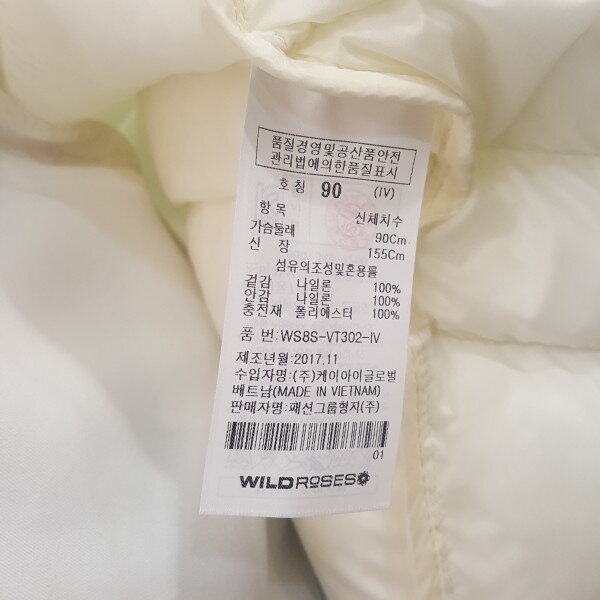 품질경영및공산품안전
관리법에의한품질표시
호 칭 90 (IV)
항 목 신체치수
가슴둘레 90Cm
신 장 155Cm
섬유의조성및혼용률
겉감 나일론 100%
안감 나일론 100%
충전재 폴리에스터 100%
품 번: WS8S-VT302-IV
제조년월:2017.11
수입자명:(주)케이아이글로벌
베트남(MADE IN VIETNAM)
판매자명: 패션그룹형지(주)
01
WILDROSES